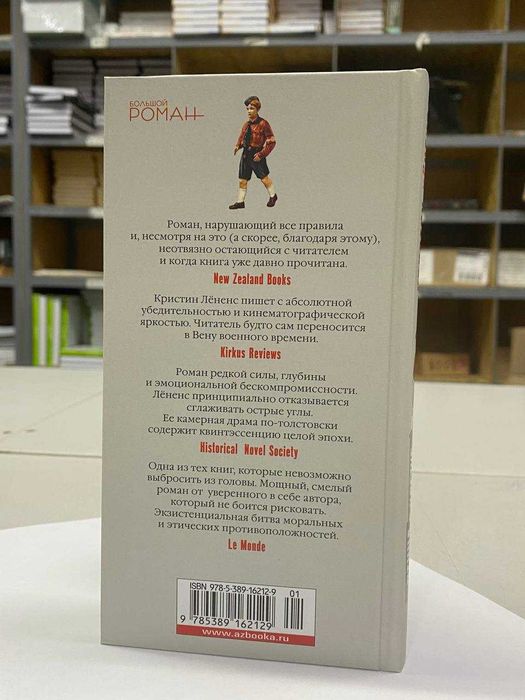 БОЛЬШОЙ
РОМАН
Роман, нарушающий все правила
и, несмотря на это (а скорее, благодаря этому),
неотвязно остающийся с читателем
и когда книга уже давно прочитана.
New Zealand Books
Кристин Лёненс пишет с абсолютной
убедительностью и кинематографической
яркостью. Читатель будто сам переносится
в Вену военного времени.
Kirkus Reviews
Роман редкой силы, глубины
и эмоциональной бескомпромиссности.
Лёненс принципиально отказывается
сглаживать острые углы.
Ее камерная драма по-толстовски
содержит квинтэссенцию целой эпохи.
Historical Novel Society
Одна из тех книг, которые невозможно
выбросить из головы. Мощный, смелый
роман от уверенного в себе автора,
который не боится рисковать.
Экзистенциальная битва моральных
и этических противоположностей.
Le Monde
ISBN 978-5-389-16212-9 01
9 785389 162129
www.azbooka.ru